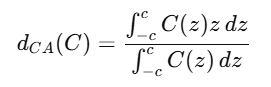 d_{CA}(C) = \frac{\int_{-c}^{c} C(z) z \, dz}{\int_{-c}^{c} C(z) \, dz}